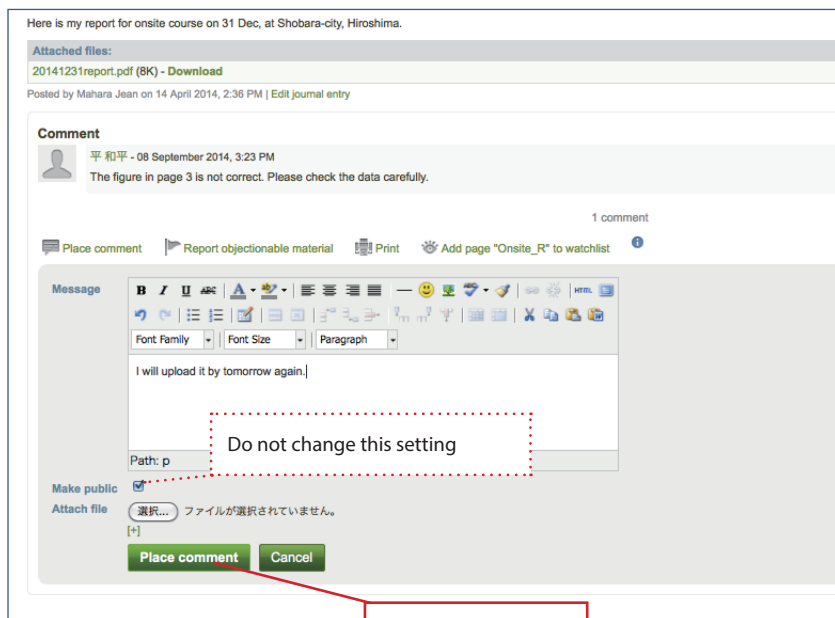 Here is my report for onsite course on 31 Dec, at Shobara-city, Hiroshima.
Attached files:
20141231report.pdf (8K) - Download
Posted by Mahara Jean on 14 April 2014, 2:36 PM | Edit journal entry
Comment
平 和平 - 08 September 2014, 3:23 PM
The figure in page 3 is not correct. Please check the data carefully.
1 comment
Place comment Report objectionable material Print Add page "Onsite_R" to watchlist
Message
B I U ABC A ab HTML
Font Family Font Size Paragraph
I will upload it by tomorrow again.
Do not change this setting
Path: p
Make public
Attach file 選択... ファイルが選択されていません。
[+]
Place comment Cancel